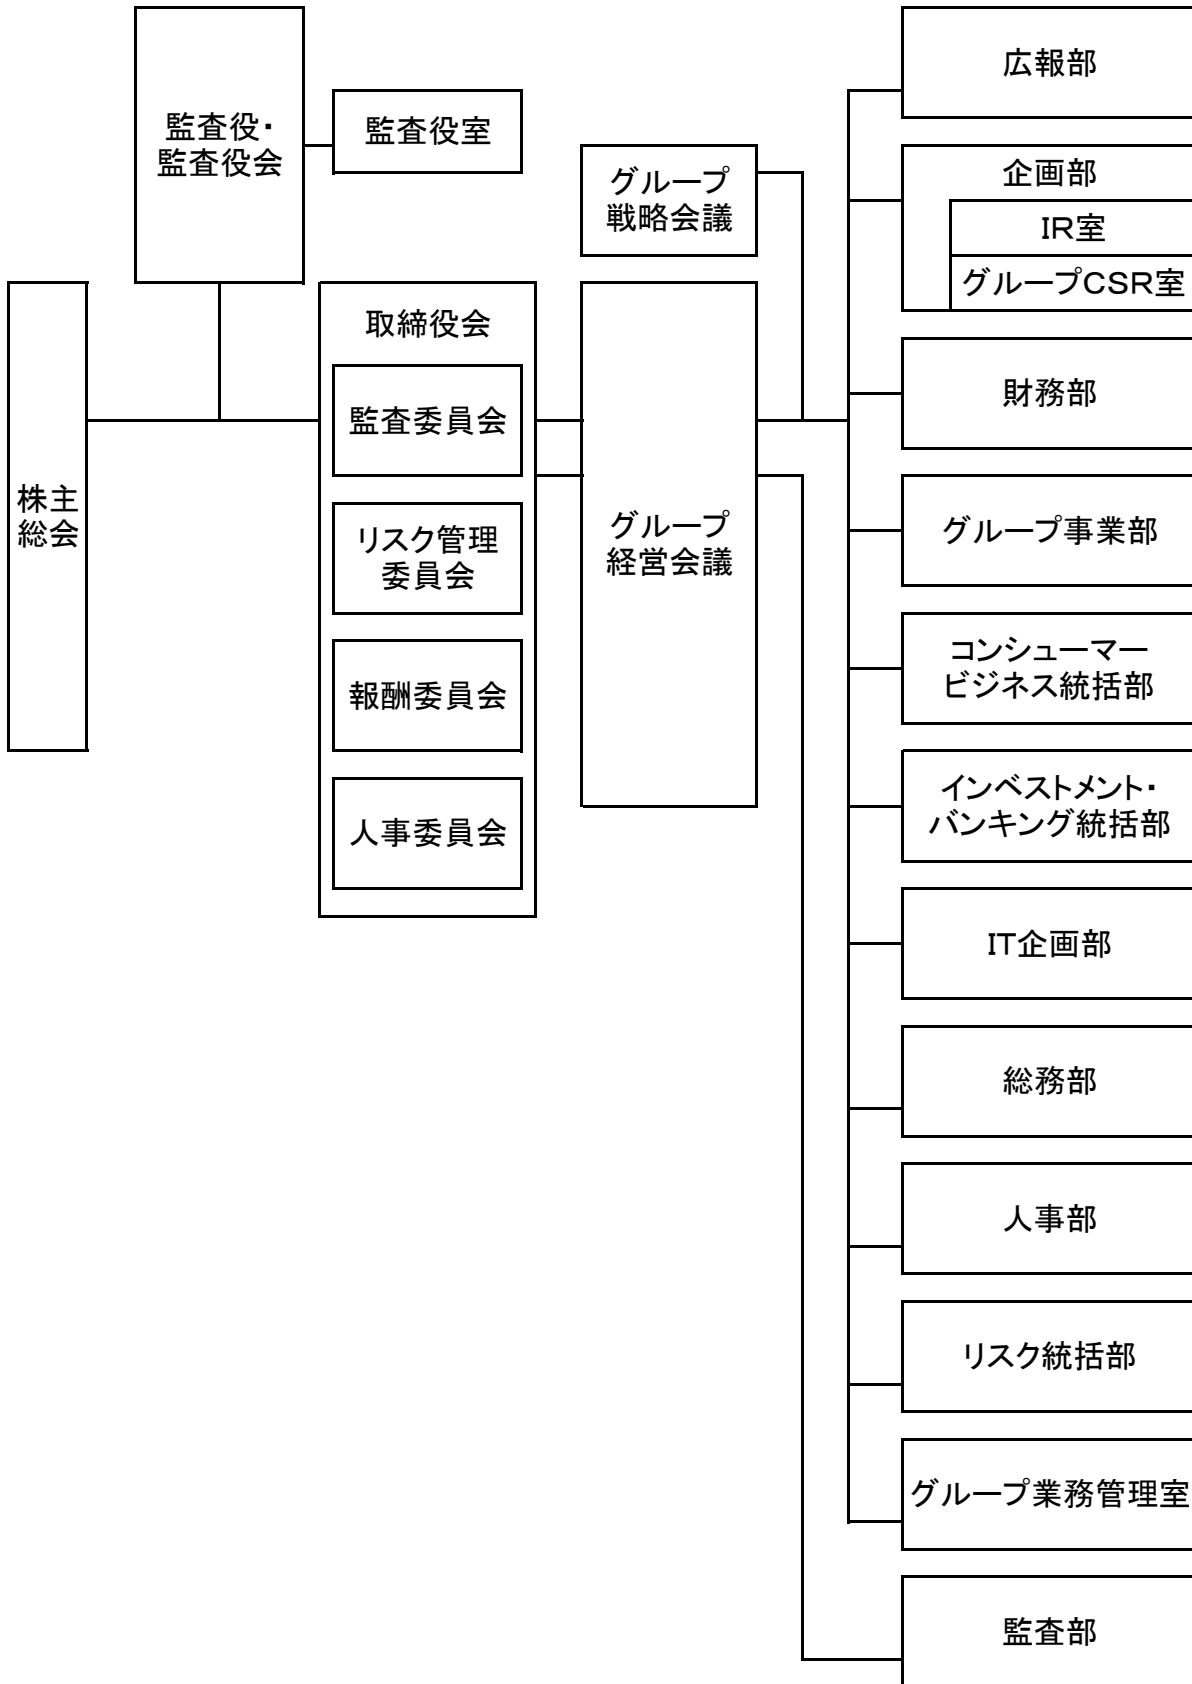 株主
総会
監査役・
監査役会
監査役室
取締役会
監査委員会
リスク管理
委員会
報酬委員会
人事委員会
グループ
戦略会議
グループ
経営会議
広報部
企画部
IR室
グループCSR室
財務部
グループ事業部
コンシューマー
ビジネス統括部
インベストメント・
バンキング統括部
IT企画部
総務部
人事部
リスク統括部
グループ業務管理室
監査部